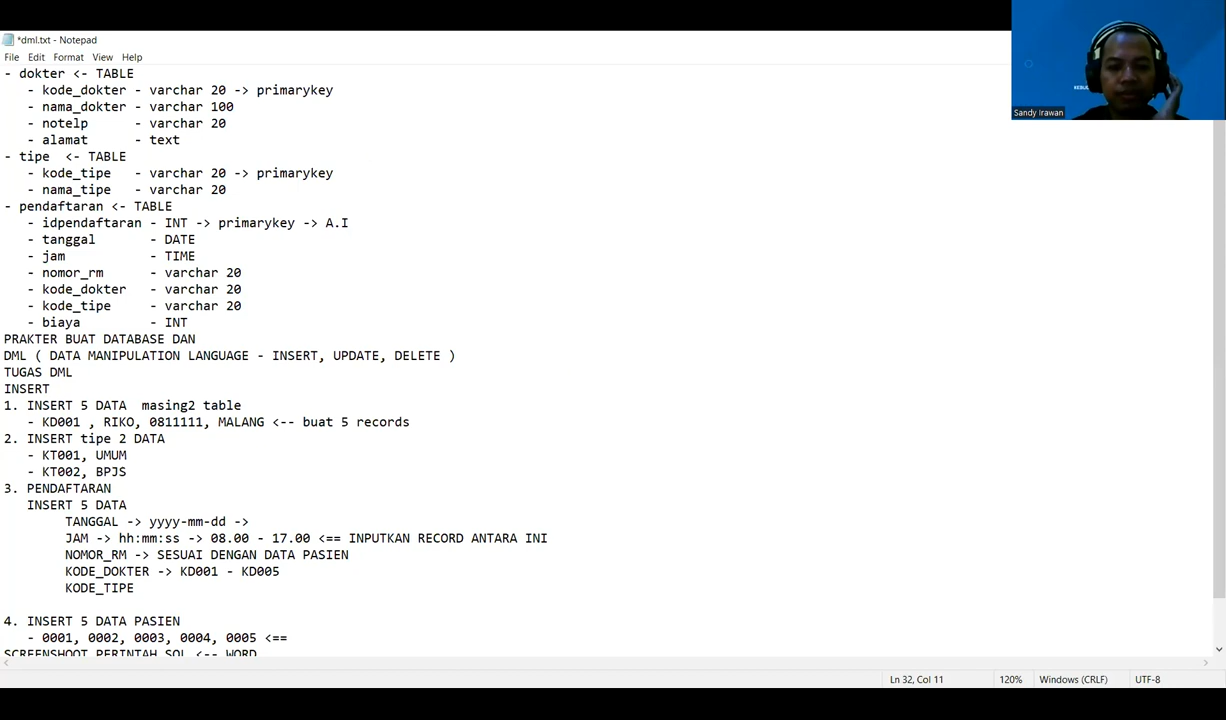 *dml.txt - Notepad
File Edit Format View Help
- dokter <- TABLE
- kode_dokter - varchar 20 -> primarykey
- nama_dokter - varchar 100
- notelp - varchar 20
- alamat - text
- tipe <- TABLE
- kode_tipe - varchar 20 -> primarykey
- nama_tipe - varchar 20
- pendaftaran <- TABLE
- idpendaftaran - INT -> primarykey -> A.I
- tanggal - DATE
- jam - TIME
- nomor_rm - varchar 20
- kode_dokter - varchar 20
- kode_tipe - varchar 20
- biaya - INT
PRAKTER BUAT DATABASE DAN
DML ( DATA MANIPULATION LANGUAGE - INSERT, UPDATE, DELETE )
TUGAS DML
INSERT
1. INSERT 5 DATA masing2 table
- KD001 , RIKO, 0811111, MALANG <-- buat 5 records
2. INSERT tipe 2 DATA
- KT001, UMUM
- KT002, BPJS
3. PENDAFTARAN
INSERT 5 DATA
TANGGAL -> yyyy-mm-dd ->
JAM -> hh:mm:ss -> 08.00 - 17.00 <== INPUTKAN RECORD ANTARA INI
NOMOR_RM -> SESUAI DENGAN DATA PASIEN
KODE_DOKTER -> KD001 - KD005
KODE_TIPE
4. INSERT 5 DATA PASIEN
- 0001, 0002, 0003, 0004, 0005 <==
SCREENSHOOT PERINTAH SQL <-- WORD
Ln 32, Col 11 120% Windows (CRLF) UTF-8
Sandy Irawan